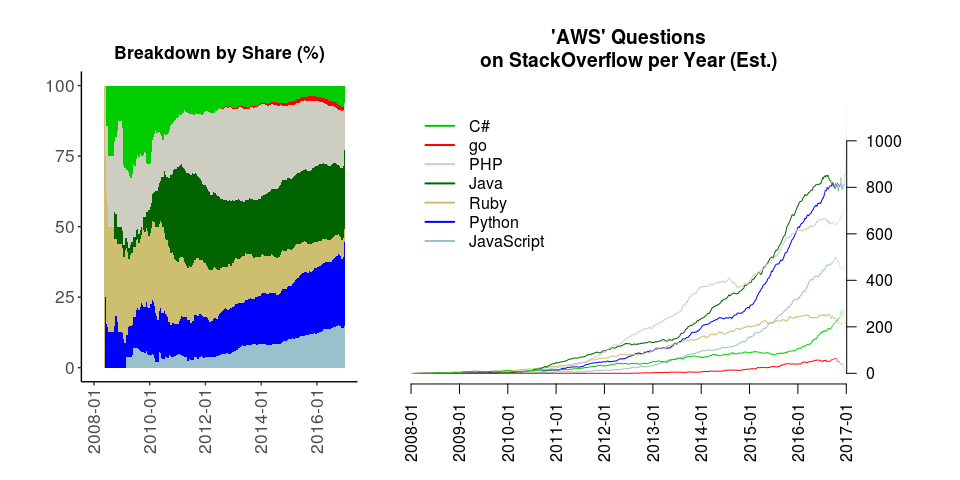 Breakdown by Share (%)
100
75
50
25
0
2008-01
2010-01
2012-01
2014-01
2016-01
'AWS' Questions
on StackOverflow per Year (Est.)
C#
go
PHP
Java
Ruby
Python
JavaScript
1000
800
600
400
200
0
2008-01
2009-01
2010-01
2011-01
2012-01
2013-01
2014-01
2015-01
2016-01
2017-01